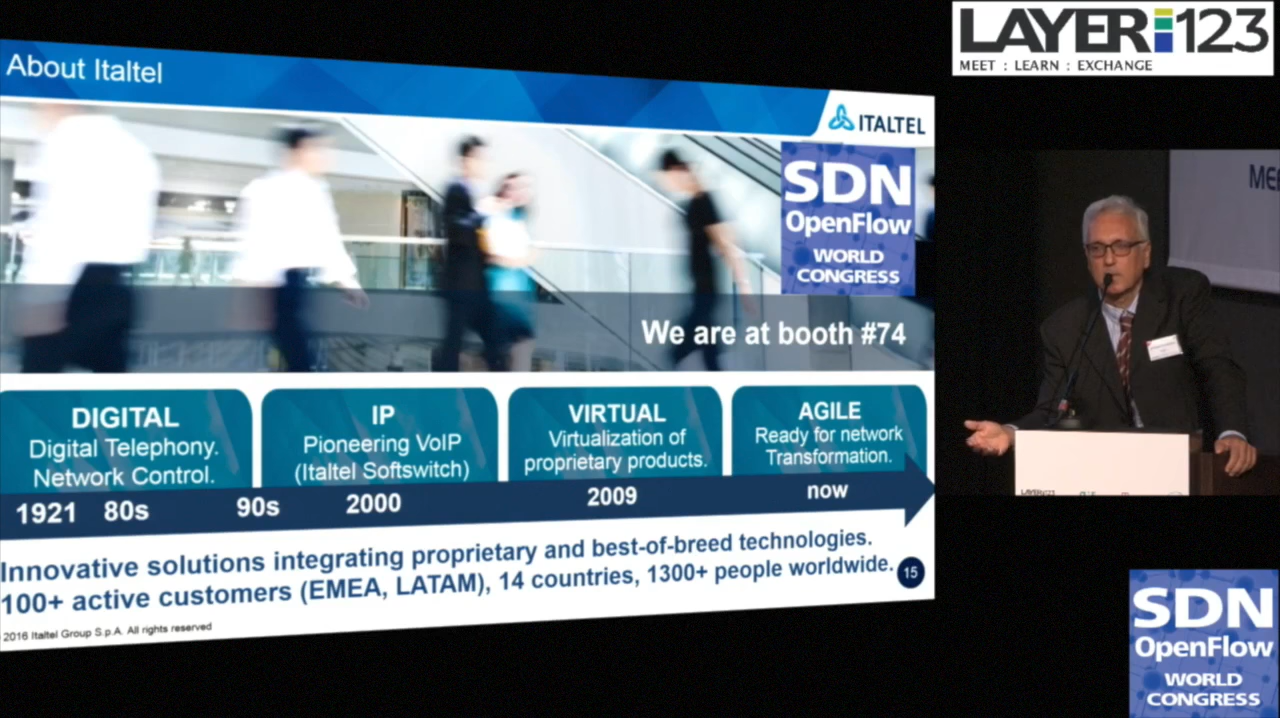 About Italtel
ITALTEL
SDN
OpenFlow
WORLD
CONGRESS
We are at booth #74
DIGITAL
Digital Telephony.
Network Control.
IP
Pioneering VoIP
(Italtel Softswitch)
VIRTUAL
Virtualization of
proprietary products.
AGILE
Ready for network
Transformation.
1921 80s 90s 2000 2009 now
Innovative solutions integrating proprietary and best-of-breed technologies.
100+ active customers (EMEA, LATAM), 14 countries, 1300+ people worldwide.
15
2016 Italtel Group S.p.A. All rights reserved
LAYER123
MEET : LEARN : EXCHANGE
SDN
OpenFlow
WORLD
CONGRESS